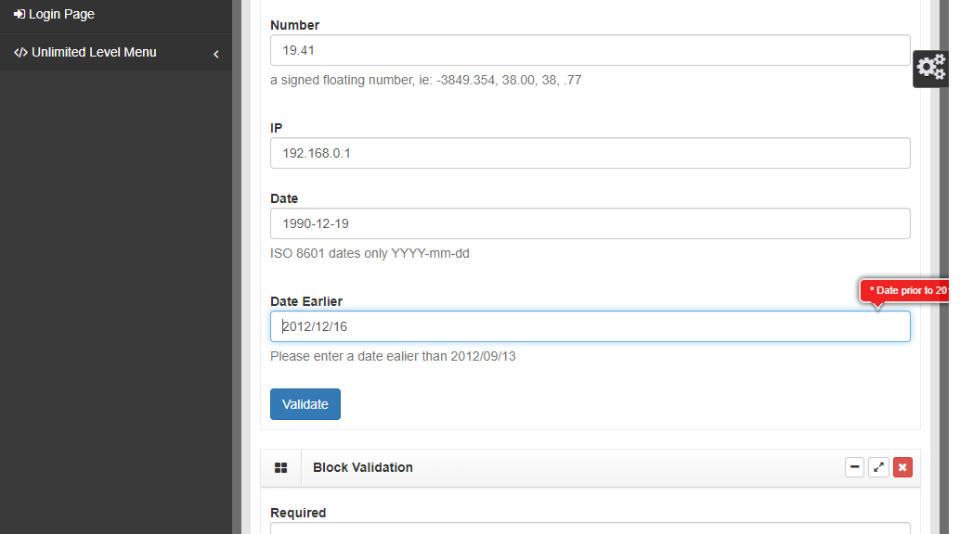 Login Page
Unlimited Level Menu
Number
19.41
a signed floating number, ie: -3849.354, 38.00, 38, .77
IP
192.168.0.1
Date
1990-12-19
ISO 8601 dates only YYYY-mm-dd
* Date prior to 20
Date Earlier
2012/12/16
Please enter a date ealier than 2012/09/13
Validate
Block Validation
Required